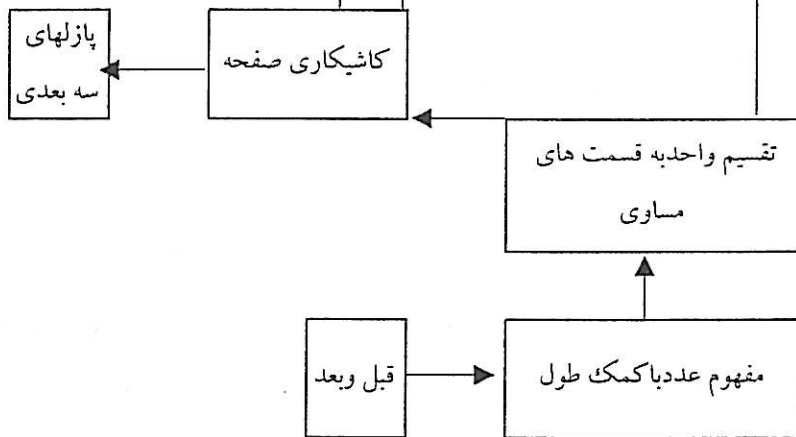 پازلهای
سه بعدی
کاشیکاری صفحه
تقسیم واحدبه قسمت های
مساوی
قبل وبعد
مفهوم عددباکمک طول